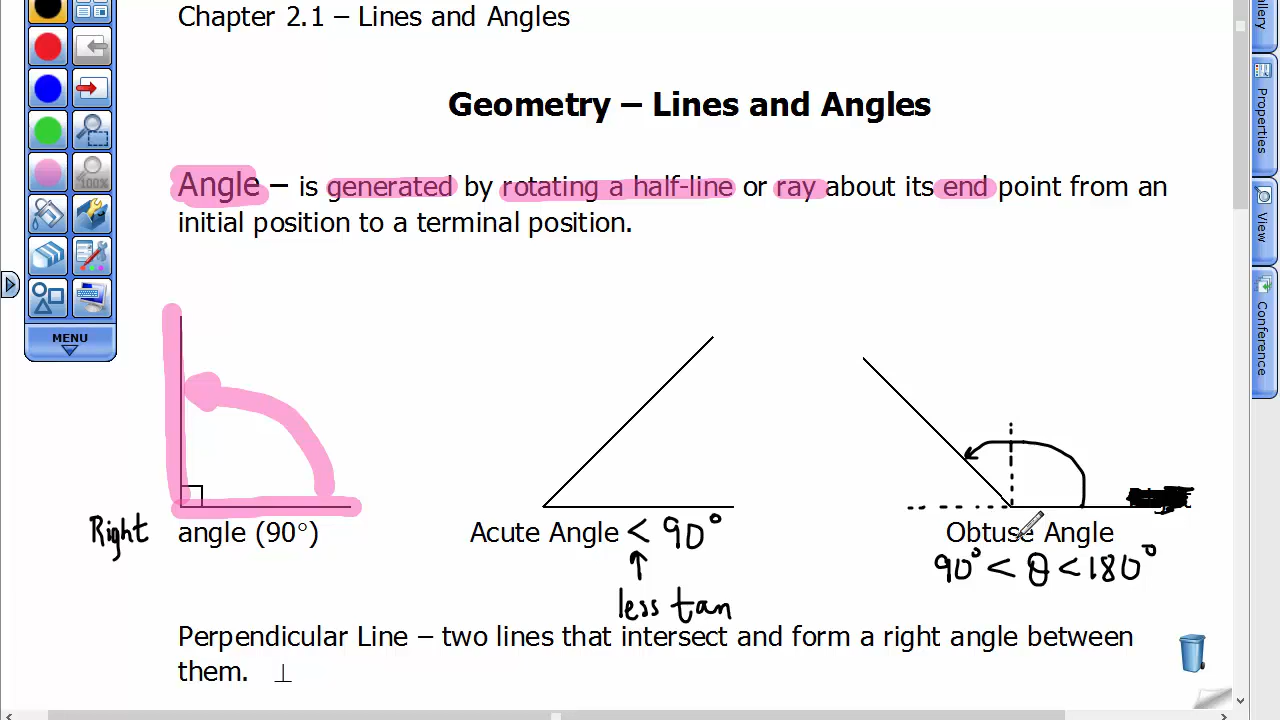 Chapter 2.1 – Lines and Angles
Geometry – Lines and Angles
Angle – is generated by rotating a half-line or ray about its end point from an
initial position to a terminal position.
Right angle (90°)
Acute Angle < 90°
less tan
Obtuse Angle
90° < θ < 180°
Perpendicular Line – two lines that intersect and form a right angle between
them. ⊥
MENU
100%
allery
Properties
View
Conference